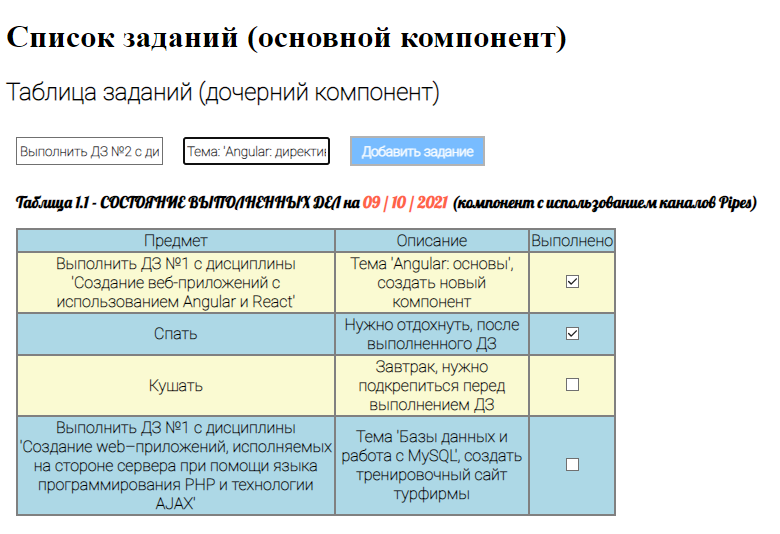 Список заданий (основной компонент)
Таблица заданий (дочерний компонент)
Выполнить ДЗ №2 с ди
Тема: 'Angular: директив
Добавить задание
Таблица 1.1 - СОСТОЯНИЕ ВЫПОЛНЕННЫХ ДЕЛ на 09 / 10 / 2021 (компонент с использованием каналов Pipes)
Предмет
Описание
Выполнено
Выполнить ДЗ №1 с дисциплины
'Создание веб-приложений с
использованием Angular и React'
Тема 'Angular: основы',
создать новый
компонент
Спать
Нужно отдохнуть, после
выполненного ДЗ
Кушать
Завтрак, нужно
подкрепиться перед
выполнением ДЗ
Выполнить ДЗ №1 с дисциплины
'Создание web–приложений, исполняемых
на стороне сервера при помощи языка
программирования PHP и технологии
AJAX'
Тема 'Базы данных и
работа с MySQL', создать
тренировочный сайт
турфирмы